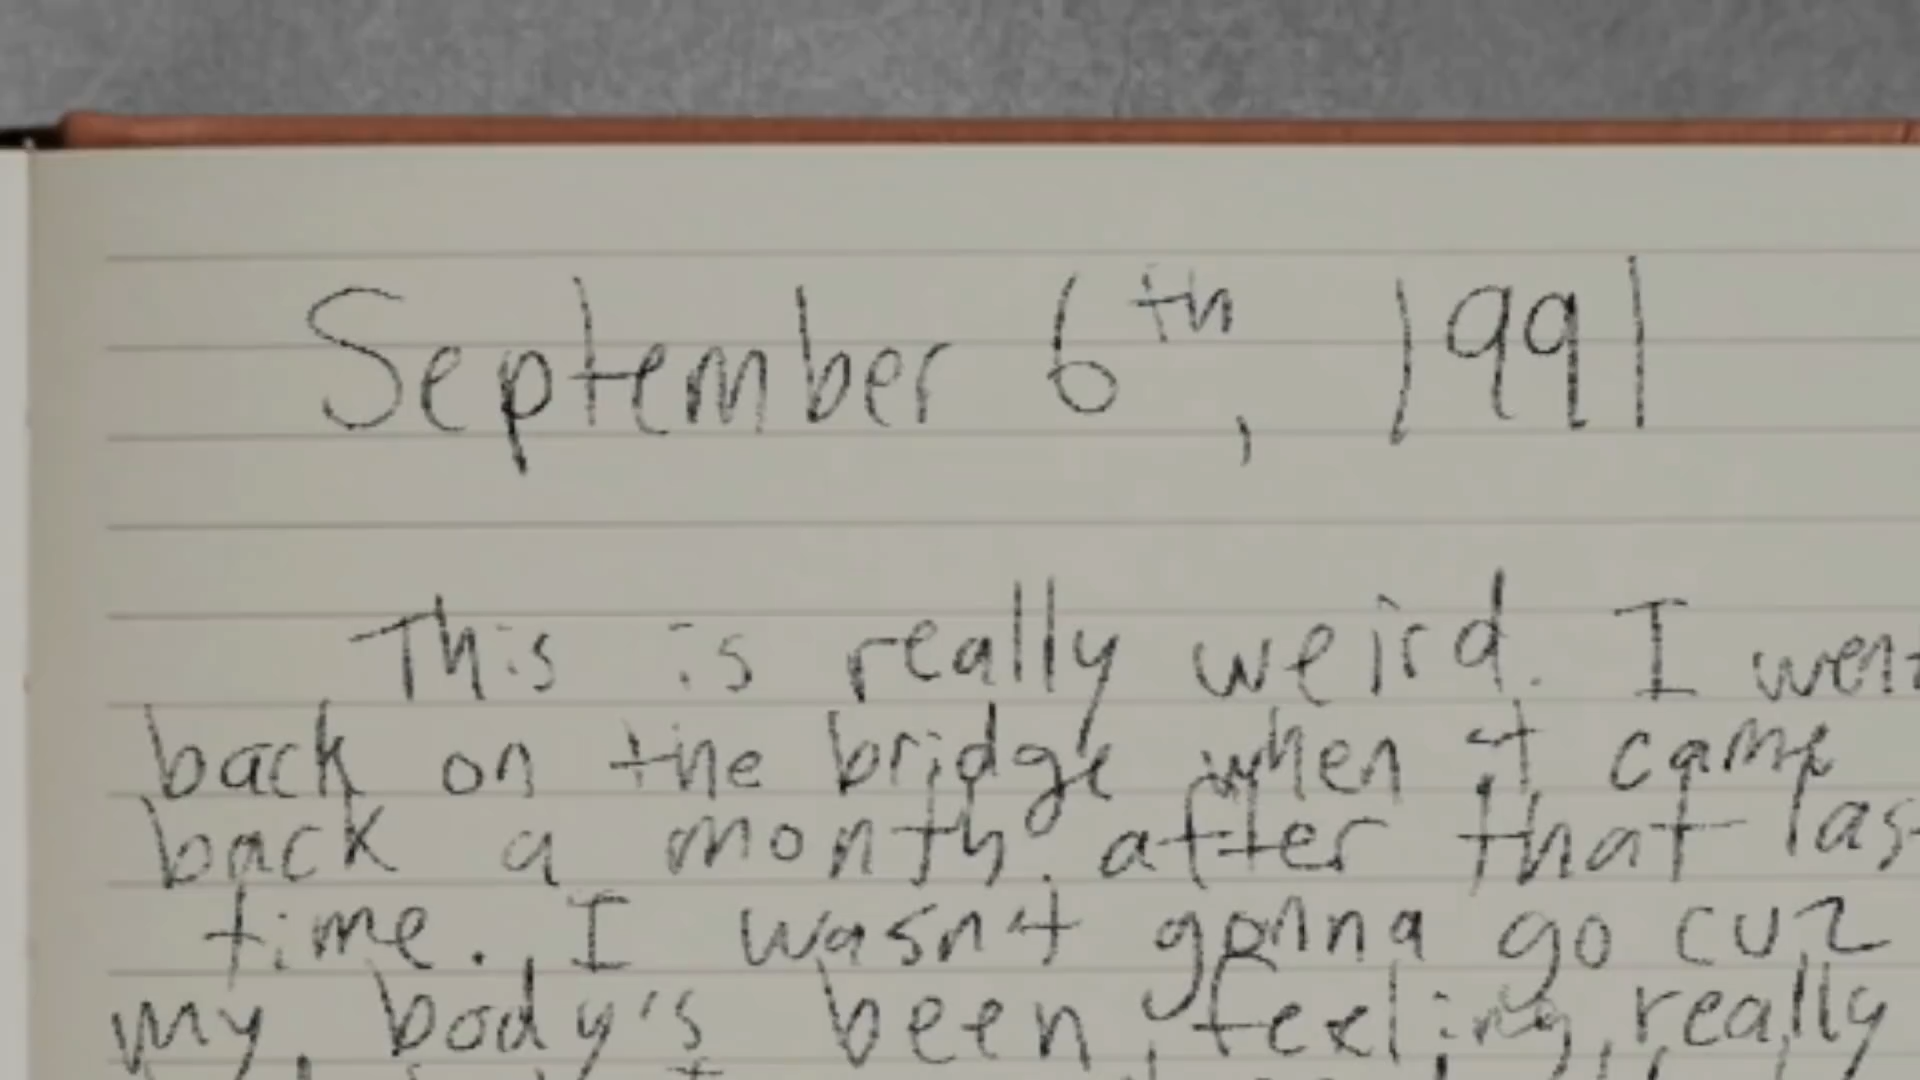 September 6th, 1991
This is really weird. I went
back on the bridge when it came
back a month after that las
time. I wasn't gonna go cuz
my body's been feeling really